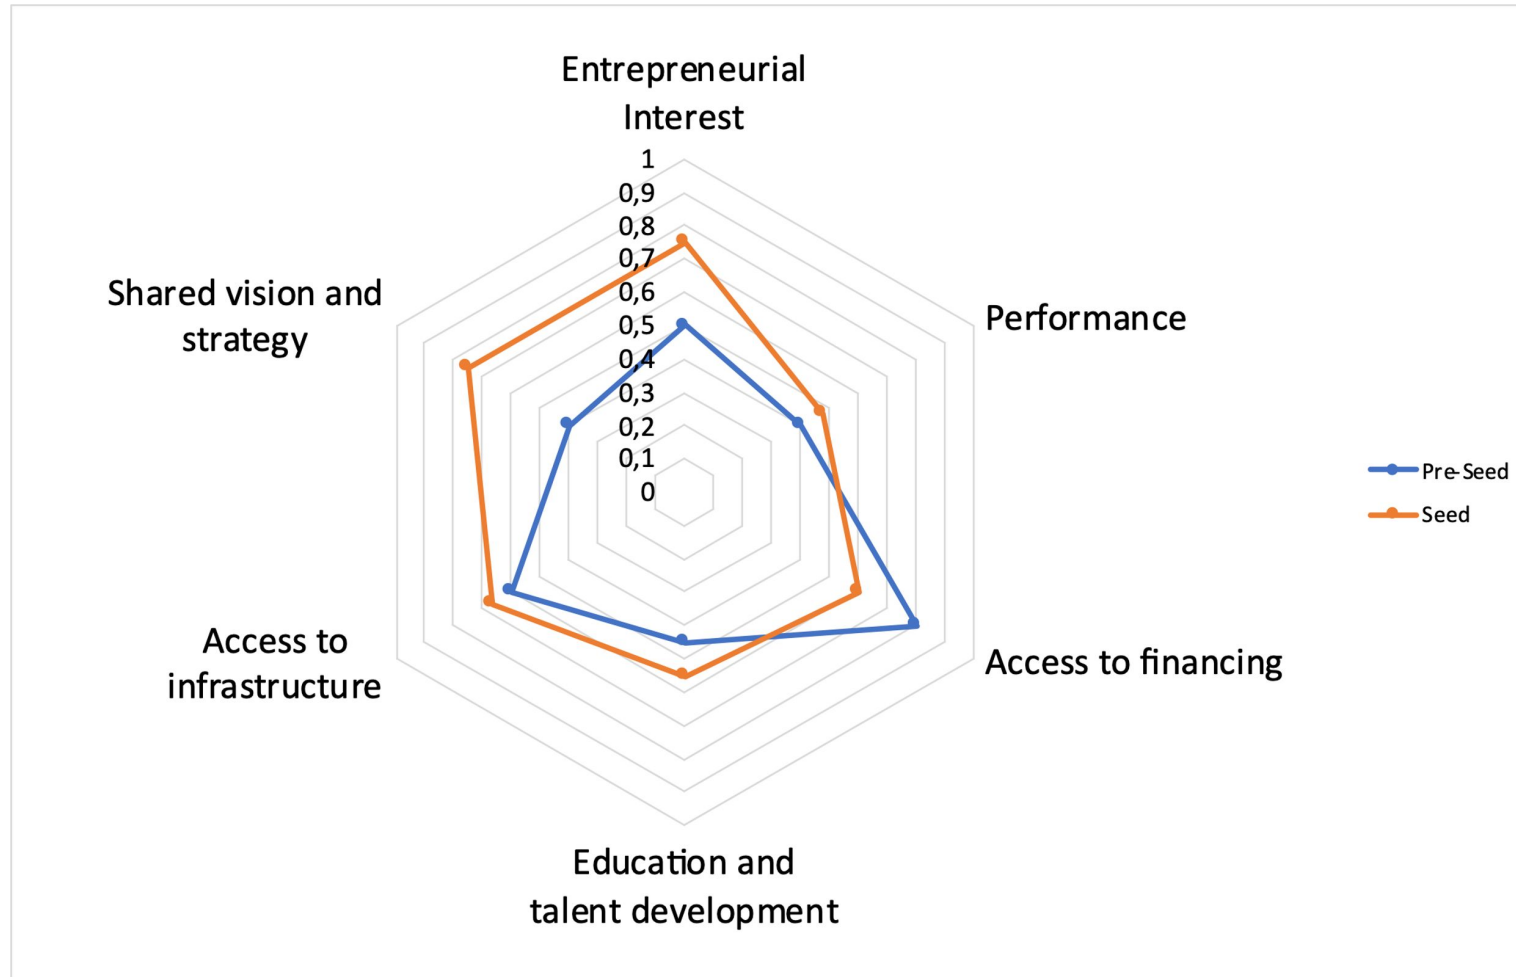 Entrepreneurial
Interest
1
0,9
0,8
0,7
0,6
0,5
0,4
0,3
0,2
0,1
0
Shared vision and
strategy
Performance
Pre-Seed
Seed
Access to
infrastructure
Access to financing
Education and
talent development